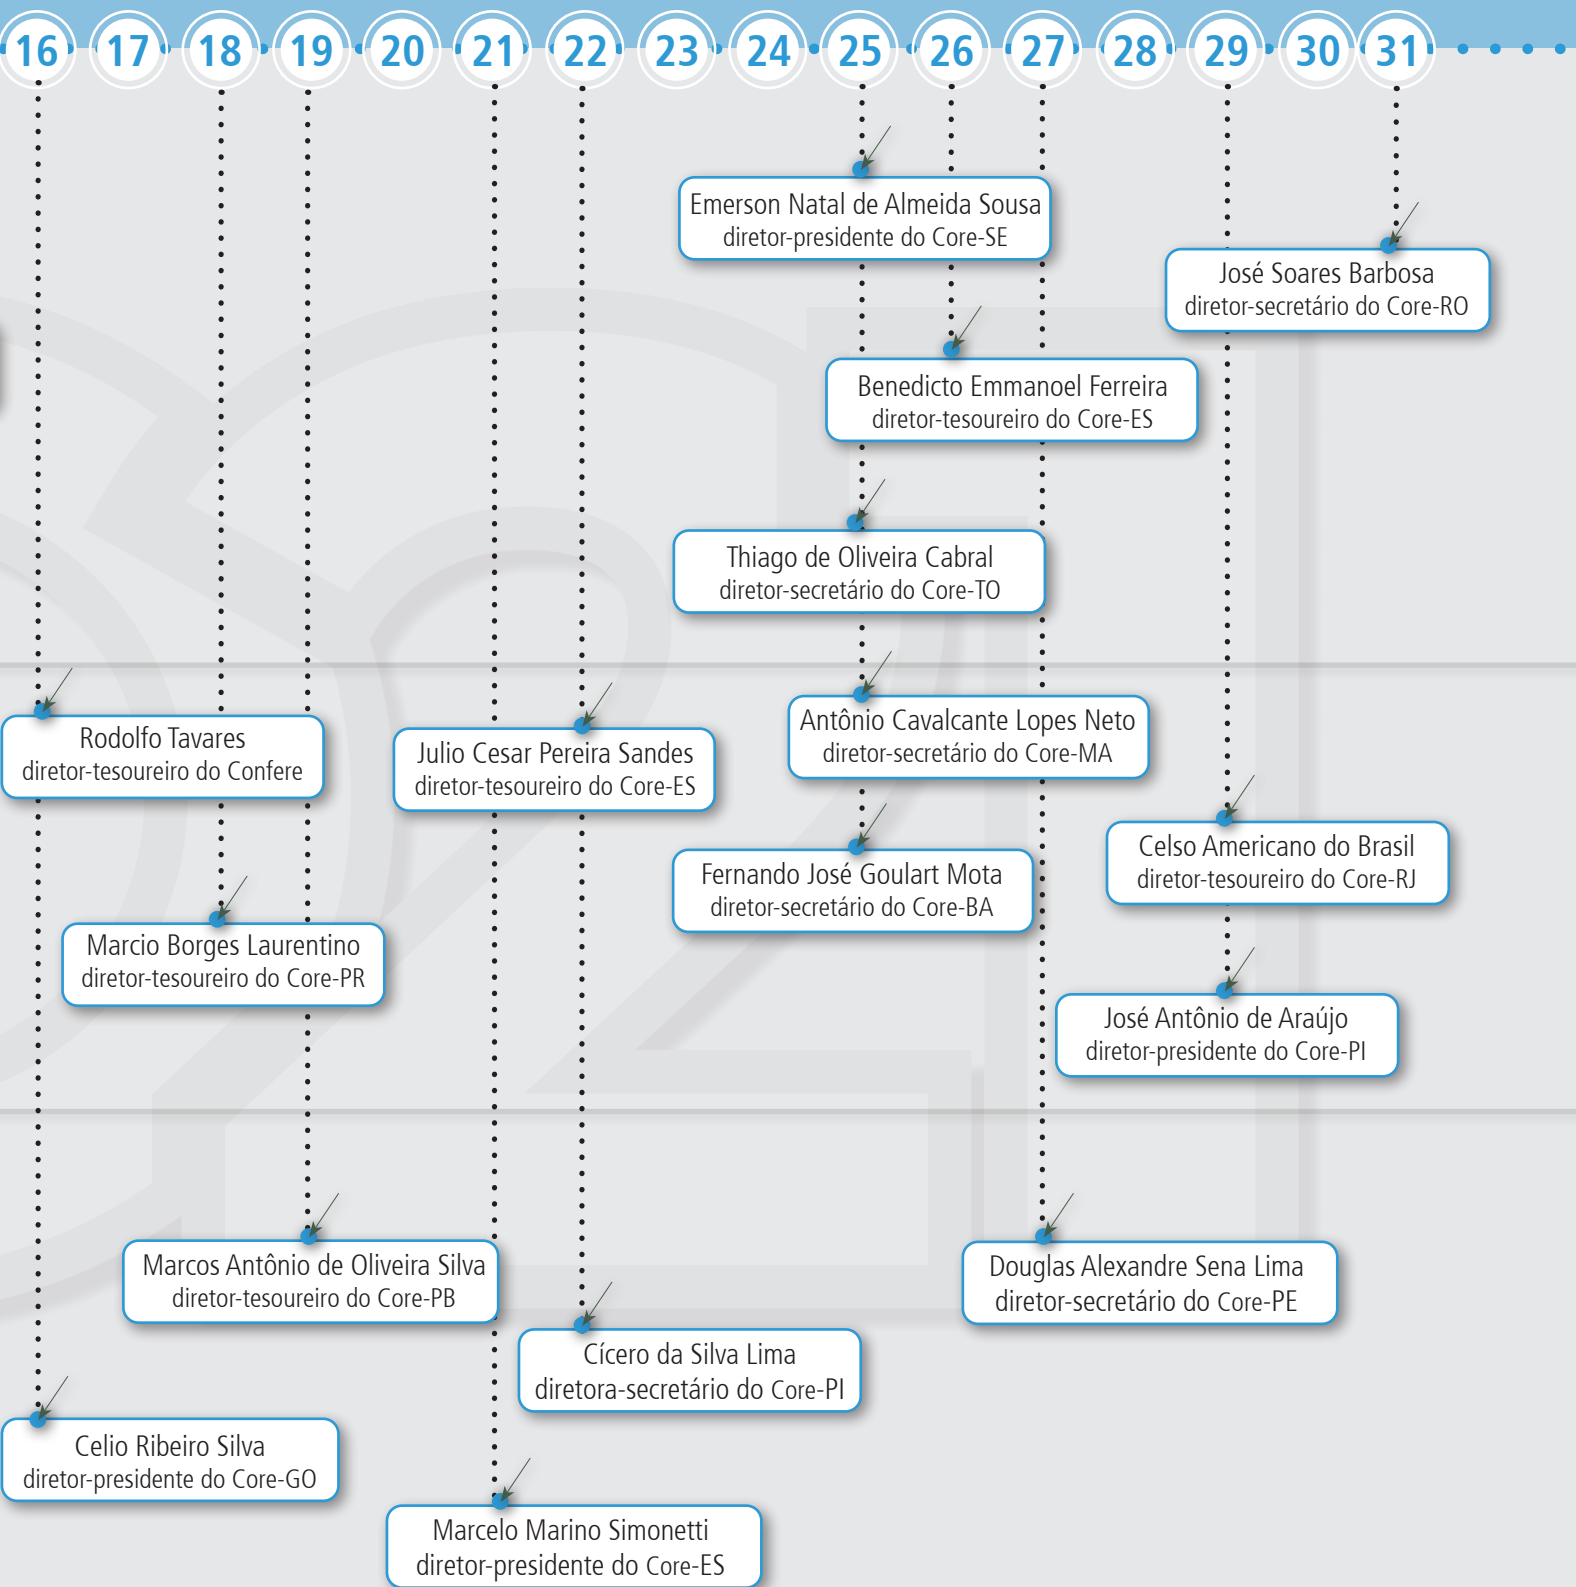 16 17 18 19 20 21 22 23 24 25 26 27 28 29 30 31
Emerson Natal de Almeida Sousa
diretor-presidente do Core-SE
José Soares Barbosa
diretor-secretário do Core-RO
Benedicto Emmanoel Ferreira
diretor-tesoureiro do Core-ES
Thiago de Oliveira Cabral
diretor-secretário do Core-TO
Antônio Cavalcante Lopes Neto
diretor-secretário do Core-MA
Rodolfo Tavares
diretor-tesoureiro do Confere
Julio Cesar Pereira Sandes
diretor-tesoureiro do Core-ES
Celso Americano do Brasil
diretor-tesoureiro do Core-RJ
Fernando José Goulart Mota
diretor-secretário do Core-BA
Marcio Borges Laurentino
diretor-tesoureiro do Core-PR
José Antônio de Araújo
diretor-presidente do Core-PI
Marcos Antônio de Oliveira Silva
diretor-tesoureiro do Core-PB
Douglas Alexandre Sena Lima
diretor-secretário do Core-PE
Cícero da Silva Lima
diretora-secretário do Core-PI
Celio Ribeiro Silva
diretor-presidente do Core-GO
Marcelo Marino Simonetti
diretor-presidente do Core-ES